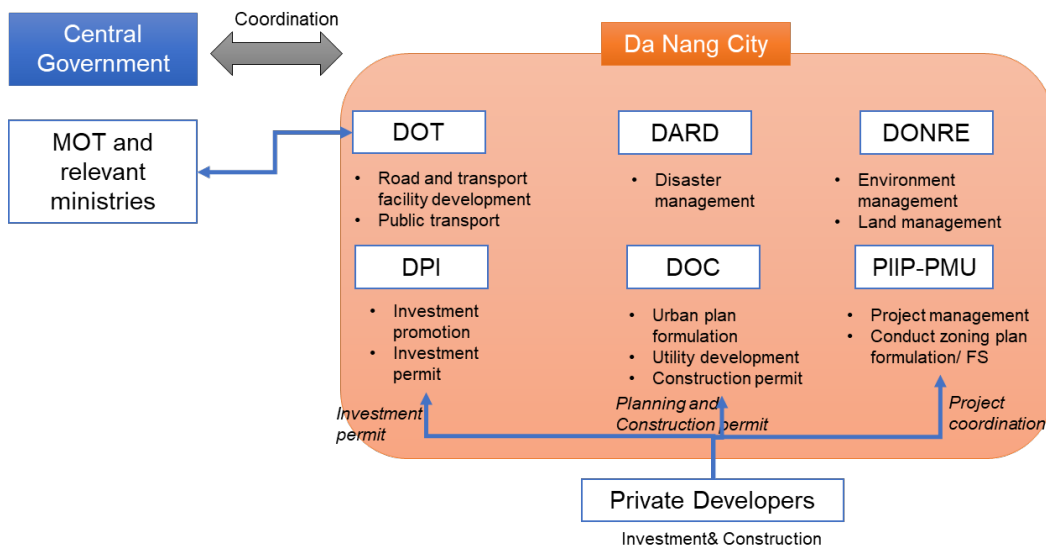 Central
Government
Coordination
Da Nang City
MOT and
relevant
ministries
DOT
• Road and transport
facility development
• Public transport
DARD
• Disaster
management
DONRE
• Environment
management
• Land management
DPI
• Investment
promotion
• Investment
permit
DOC
• Urban plan
formulation
• Utility development
• Construction permit
PIIP-PMU
• Project management
• Conduct zoning plan
formulation/ FS
Investment
permit
Planning and
Construction permit
Project
coordination
Private Developers
Investment& Construction